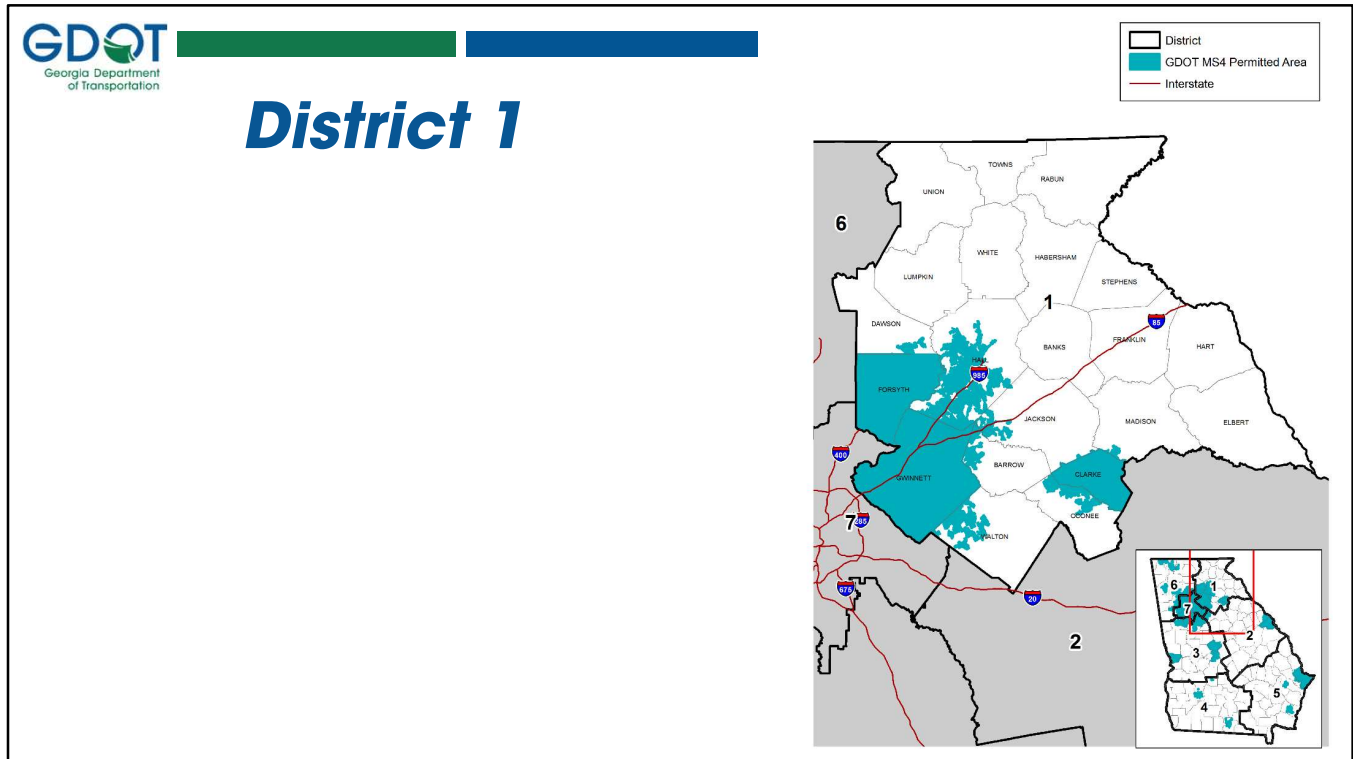 GDOT
Georgia Department
of Transportation
District 1
District
GDOT MS4 Permitted Area
Interstate
TOWNS
RABUN
UNION
6
WHITE
HABERSHAM
LUMPKIN
STEPHENS
1
DAWSON
85
FRANKLIN
BANKS
HART
HALL
985
FORSYTH
JACKSON
MADISON
ELBERT
400
BARROW
CLARKE
GWINNETT
7
285
OCONEE
WALTON
675
20
2
6
1
7
2
3
5
4